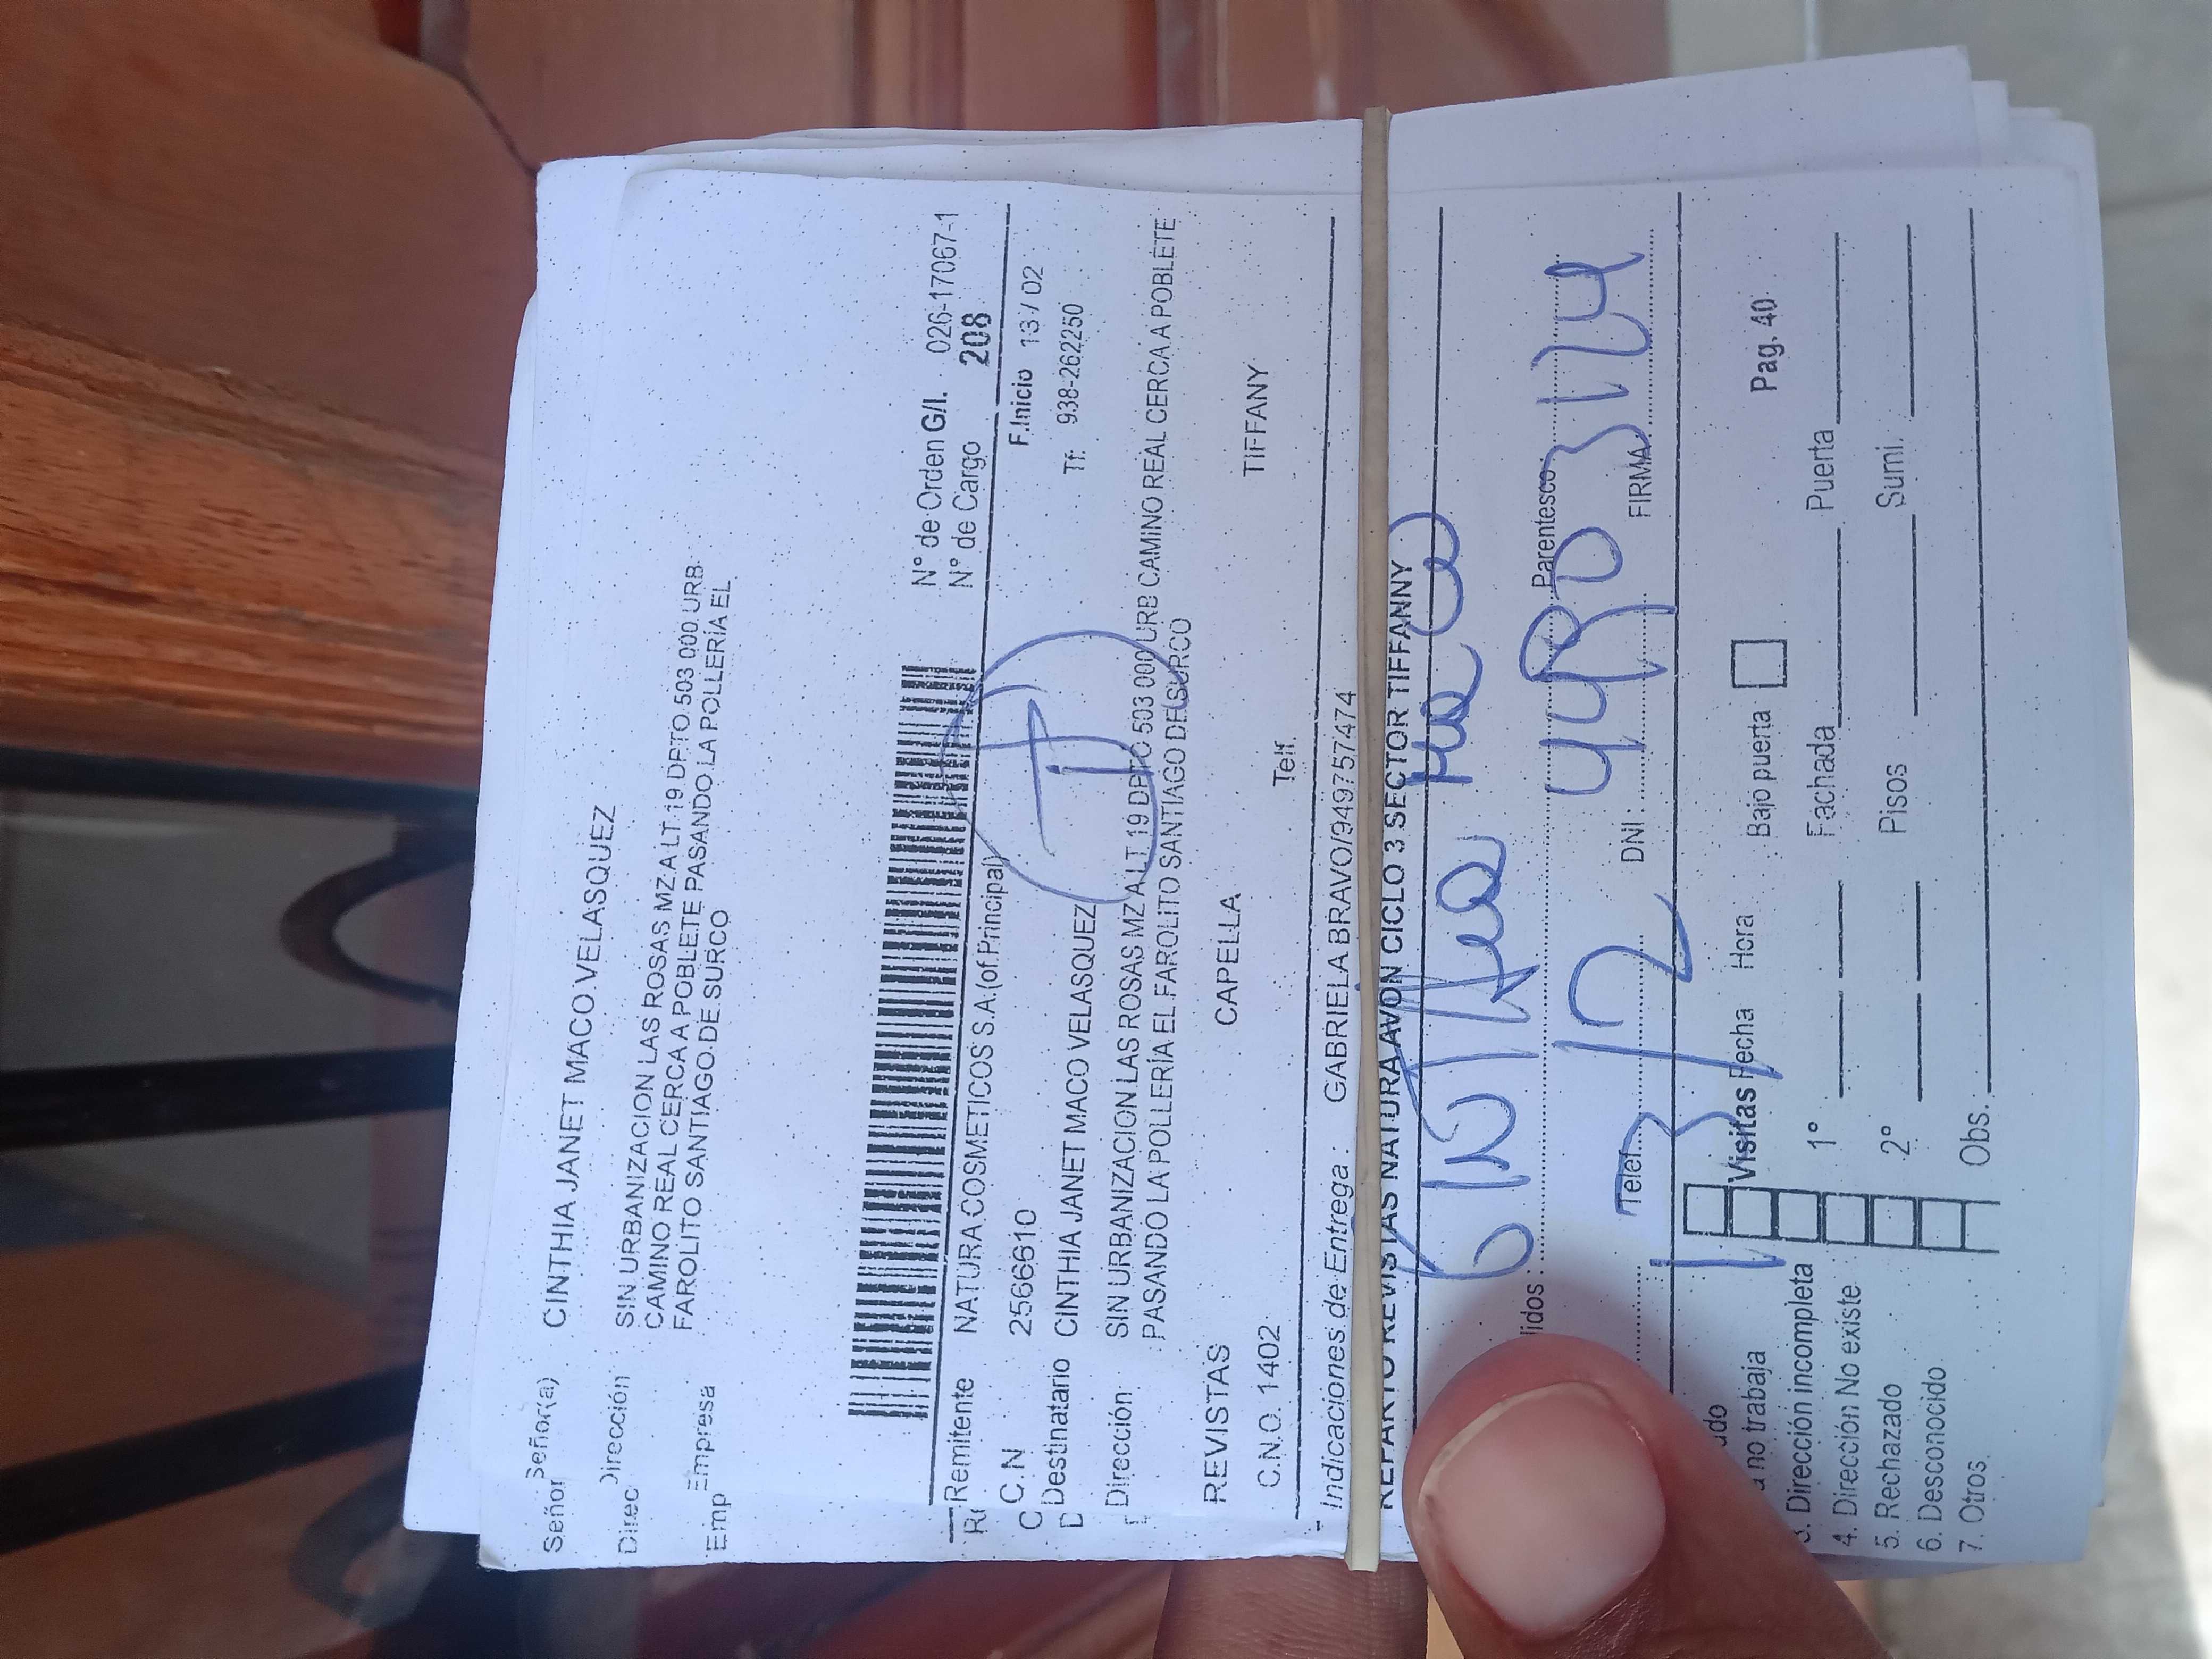 Señor(a) CINTHIA JANET MACO VELASQUEZ
Señor
Dirección SIN URBANIZACION LAS ROSAS MZ A LT 19 DPTO 503 000 URB
Direc CAMINO REAL CERCA A POBLETE PASANDO LA POLLERIA EL
FAROLITO SANTIAGO DE SURCO
Empresa
Emp
N° de Orden G/I. 026-17067-1
N° de Cargo 208
Remitente NATURA COSMETICOS S.A.(of.Principal) F.Inicio 13/02
C.N 2566610 Tf: 938-262250
Destinatario CINTHIA JANET MACO VELASQUEZ
Dirección SIN URBANIZACION LAS ROSAS MZ A LT 19 DPTO 503 000 URB CAMINO REAL CERCA A POBLETE
PASANDO LA POLLERIA EL FAROLITO SANTIAGO DE SURCO
REVISTAS CAPELLA TIFFANY
C.N.O. 1402 Telf.
Indicaciones de Entrega : GABRIELA BRAVO/949757474
REPARTO REVISTAS NATURA AVON CICLO 3 SECTOR TIFFANY
lidos : Parentesco:
Telef.: DNI : FIRMA
Visitas Fecha Hora Bajo puerta Pag. 40
a no trabaja
3. Dirección incompleta 1° Fachada Puerta
4. Dirección No existe
5. Rechazado 2° Pisos Sumi.
6. Desconocido
7. Otros Obs.